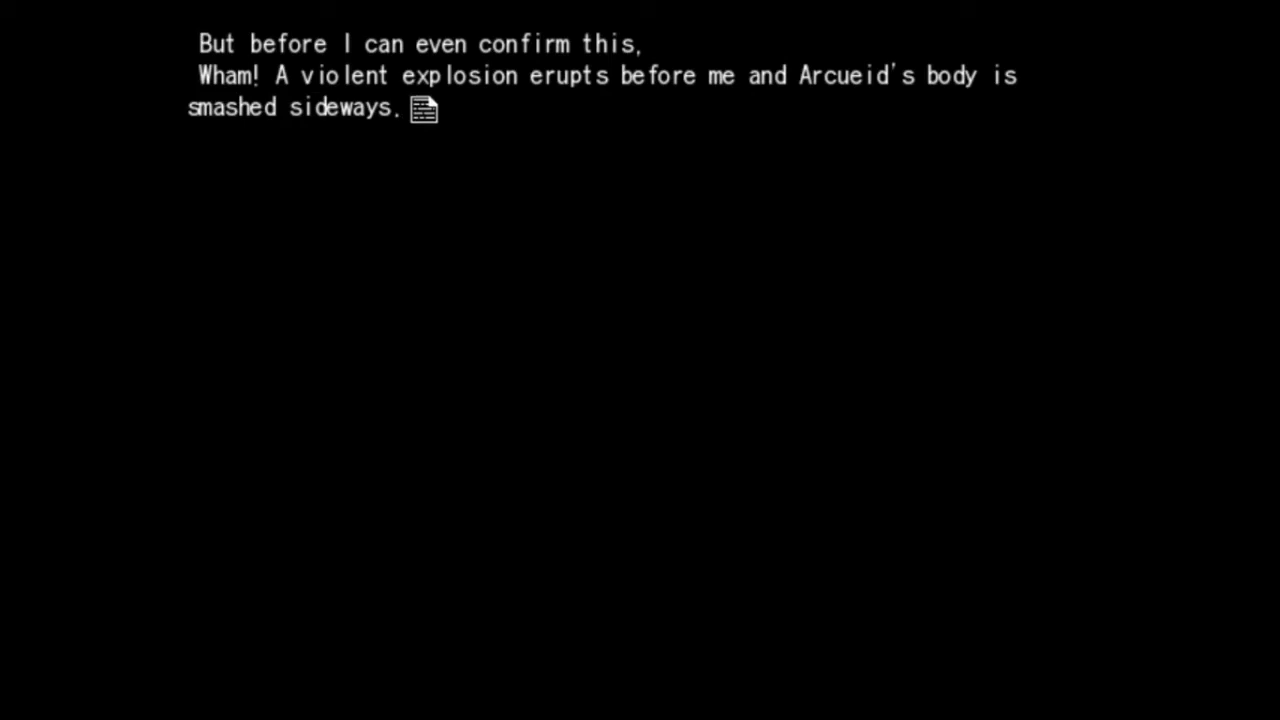 But before I can even confirm this,
Wham! A violent explosion erupts before me and Arcueid's body is
smashed sideways.